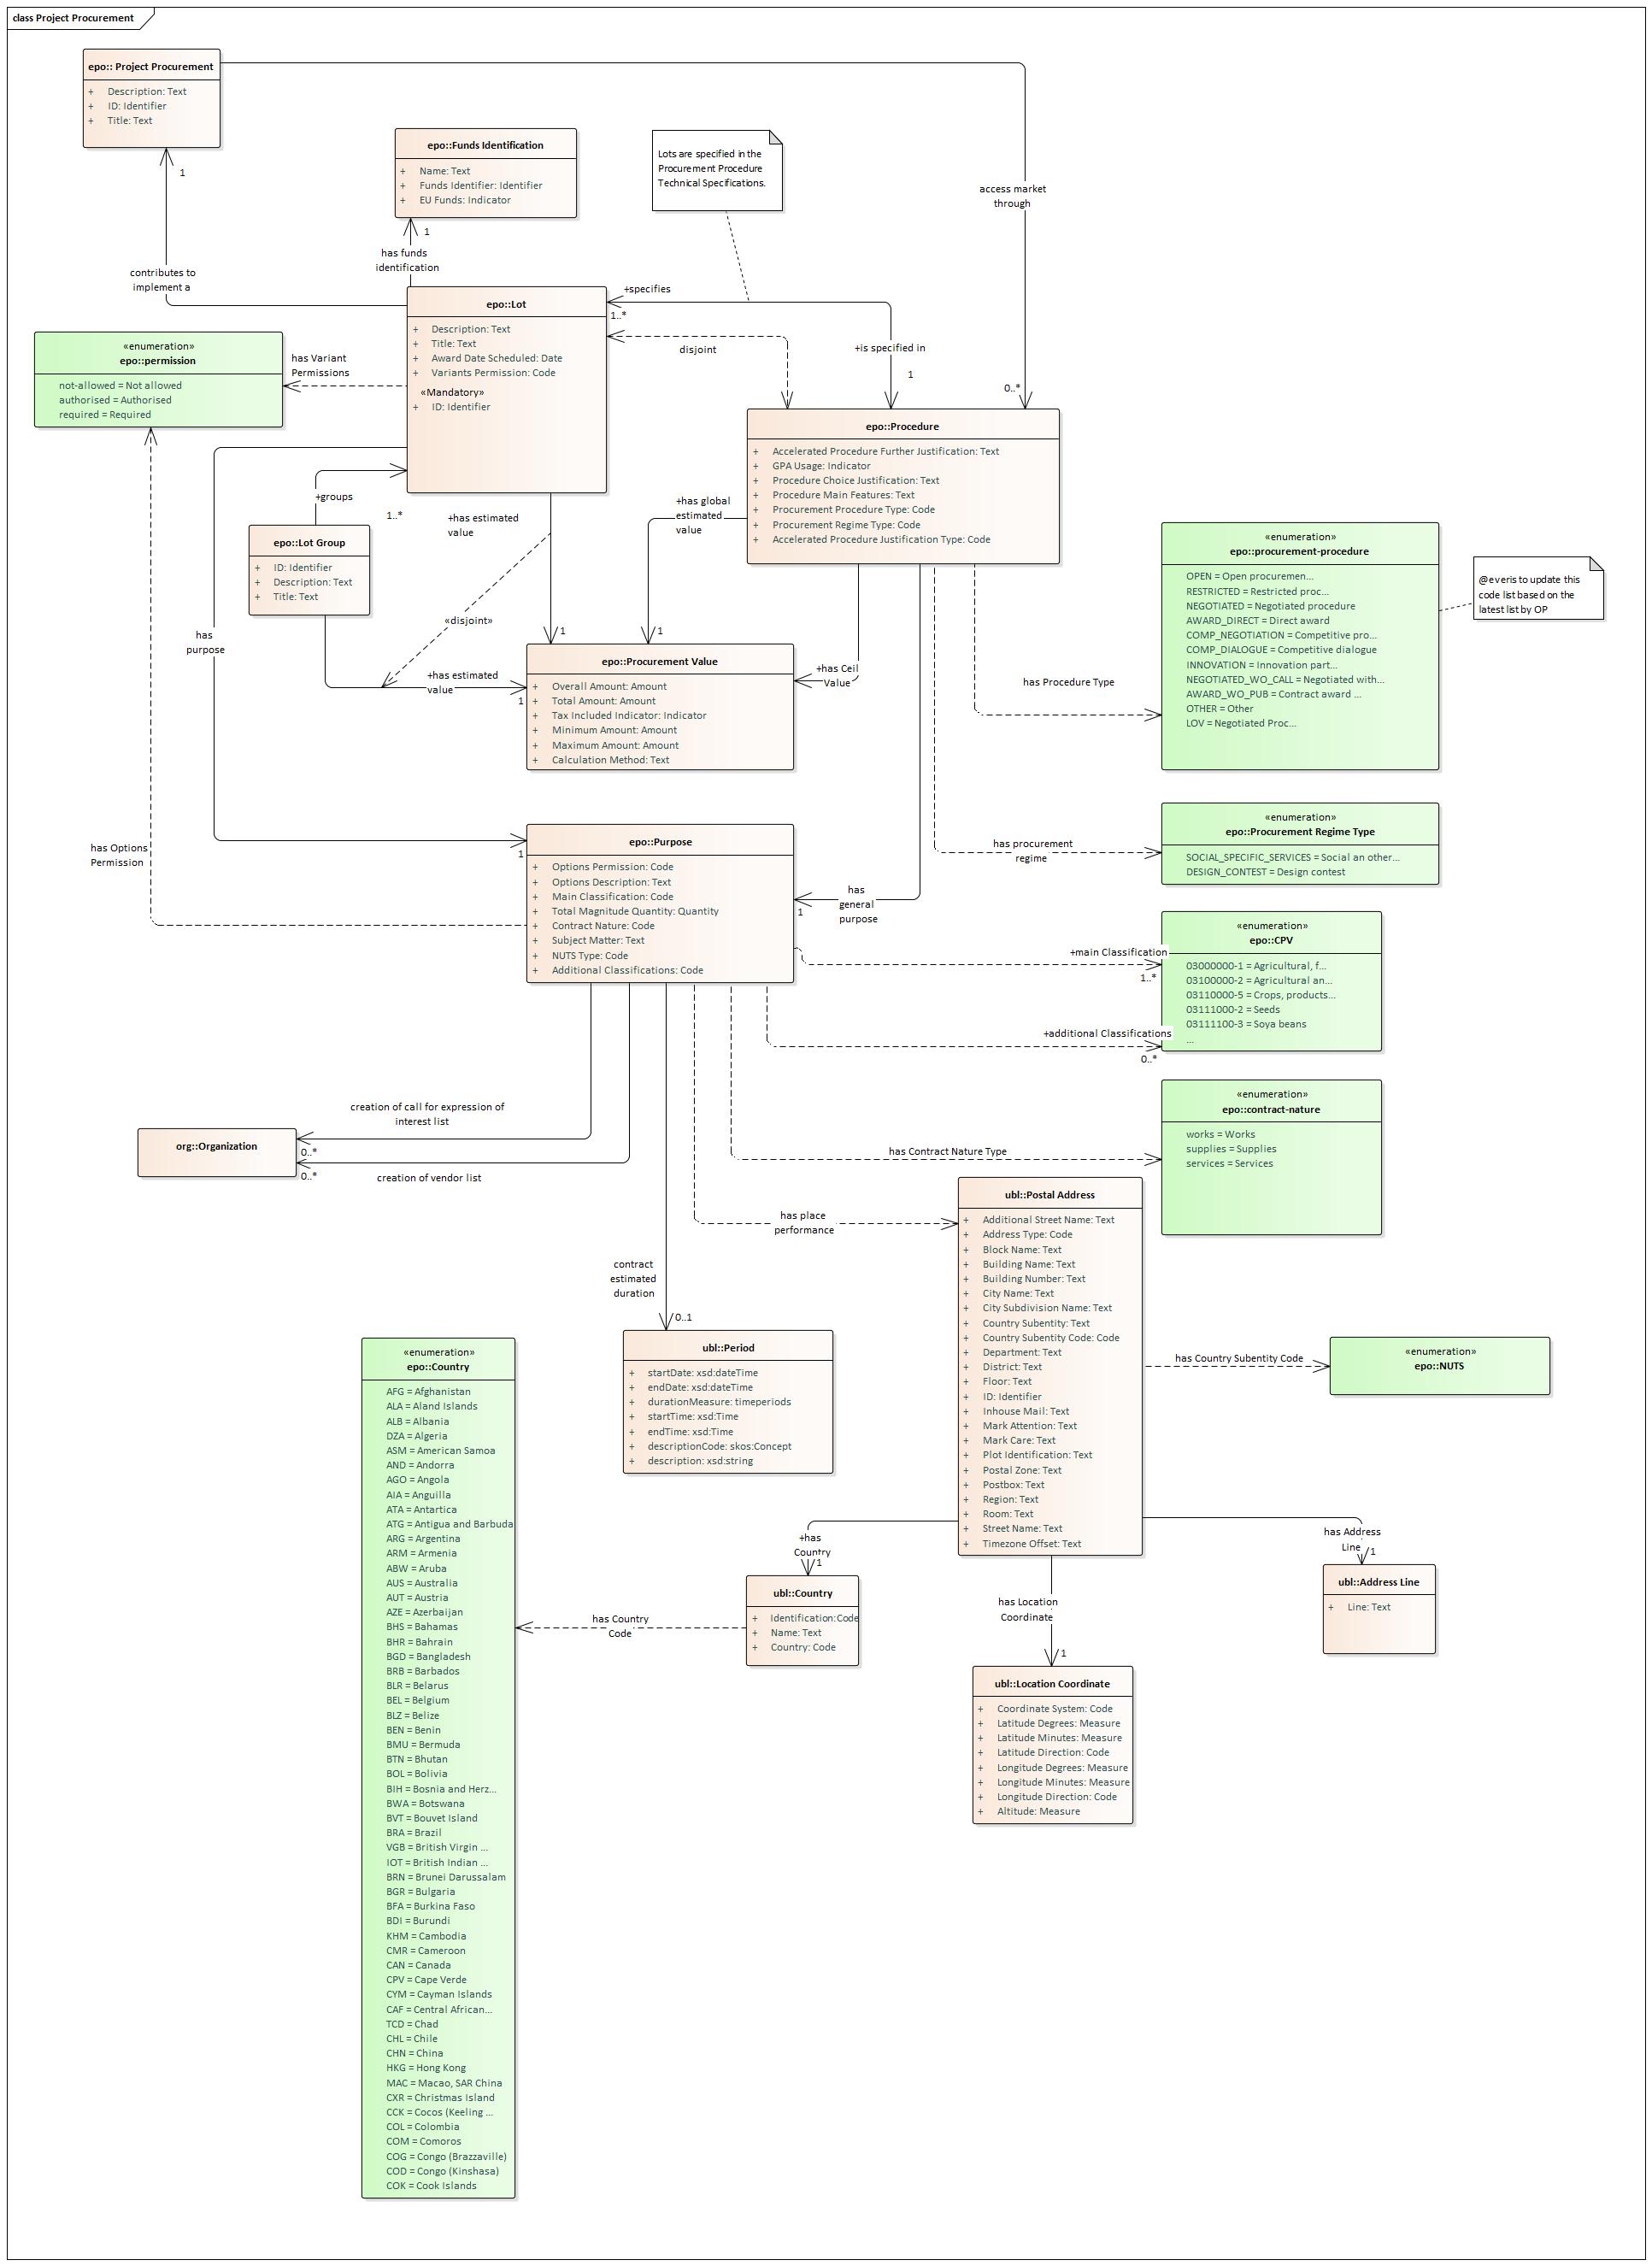 class Project Procurement
epo:: Project Procurement
+ Description: Text
+ ID: Identifier
+ Title: Text
1
contributes to
implement a
access market
through
0..*
epo::Funds Identification
+ Name: Text
+ Funds Identifier: Identifier
+ EU Funds: Indicator
1
has funds
identification
Lots are specified in the
Procurement Procedure
Technical Specifications.
epo::Lot
+ Description: Text
+ Title: Text
+ Award Date Scheduled: Date
+ Variants Permission: Code
«Mandatory»
+ ID: Identifier
+specifies
1..*
disjoint
+is specified in
1
«enumeration»
epo::permission
not-allowed = Not allowed
authorised = Authorised
required = Required
has Variant
Permissions
epo::Procedure
+ Accelerated Procedure Further Justification: Text
+ GPA Usage: Indicator
+ Procedure Choice Justification: Text
+ Procedure Main Features: Text
+ Procurement Procedure Type: Code
+ Procurement Regime Type: Code
+ Accelerated Procedure Justification Type: Code
+groups
1..*
+has estimated
value
+has global
estimated
value
epo::Lot Group
+ ID: Identifier
+ Description: Text
+ Title: Text
«disjoint»
has
purpose
1
1
+has estimated
value
1
+has Ceil
Value
epo::Procurement Value
+ Overall Amount: Amount
+ Total Amount: Amount
+ Tax Included Indicator: Indicator
+ Minimum Amount: Amount
+ Maximum Amount: Amount
+ Calculation Method: Text
has Procedure Type
«enumeration»
epo::procurement-procedure
OPEN = Open procuremen...
RESTRICTED = Restricted proc...
NEGOTIATED = Negotiated procedure
AWARD_DIRECT = Direct award
COMP_NEGOTIATION = Competitive pro...
COMP_DIALOGUE = Competitive dialogue
INNOVATION = Innovation part...
NEGOTIATED_WO_CALL = Negotiated with...
AWARD_WO_PUB = Contract award ...
OTHER = Other
LOV = Negotiated Proc...
@everis to update this
code list based on the
latest list by OP
has Options
Permission
1
epo::Purpose
+ Options Permission: Code
+ Options Description: Text
+ Main Classification: Code
+ Total Magnitude Quantity: Quantity
+ Contract Nature: Code
+ Subject Matter: Text
+ NUTS Type: Code
+ Additional Classifications: Code
has
general
purpose
1
has procurement
regime
«enumeration»
epo::Procurement Regime Type
SOCIAL_SPECIFIC_SERVICES = Social an other...
DESIGN_CONTEST = Design contest
+main Classification
1..*
+additional Classifications
0..*
«enumeration»
epo::CPV
03000000-1 = Agricultural, f...
03100000-2 = Agricultural an...
03110000-5 = Crops, products...
03111000-2 = Seeds
03111100-3 = Soya beans
...
«enumeration»
epo::contract-nature
works = Works
supplies = Supplies
services = Services
has Contract Nature Type
creation of call for expression of
interest list
0..*
creation of vendor list
0..*
org::Organization
has place
performance
contract
estimated
duration
0..1
ubl::Postal Address
+ Additional Street Name: Text
+ Address Type: Code
+ Block Name: Text
+ Building Name: Text
+ Building Number: Text
+ City Name: Text
+ City Subdivision Name: Text
+ Country Subentity: Text
+ Country Subentity Code: Code
+ Department: Text
+ District: Text
+ Floor: Text
+ ID: Identifier
+ Inhouse Mail: Text
+ Mark Attention: Text
+ Mark Care: Text
+ Plot Identification: Text
+ Postal Zone: Text
+ Postbox: Text
+ Region: Text
+ Room: Text
+ Street Name: Text
+ Timezone Offset: Text
has Country Subentity Code
«enumeration»
epo::NUTS
ubl::Period
+ startDate: xsd:dateTime
+ endDate: xsd:dateTime
+ durationMeasure: timeperiods
+ startTime: xsd:Time
+ endTime: xsd:Time
+ descriptionCode: skos:Concept
+ description: xsd:string
+has
Country
1
ubl::Country
+ Identification:Code
+ Name: Text
+ Country: Code
has Country
Code
has Location
Coordinate
1
has Address
Line
1
ubl::Address Line
+ Line: Text
ubl::Location Coordinate
+ Coordinate System: Code
+ Latitude Degrees: Measure
+ Latitude Minutes: Measure
+ Latitude Direction: Code
+ Longitude Degrees: Measure
+ Longitude Minutes: Measure
+ Longitude Direction: Code
+ Altitude: Measure
«enumeration»
epo::Country
AFG = Afghanistan
ALA = Aland Islands
ALB = Albania
DZA = Algeria
ASM = American Samoa
AND = Andorra
AGO = Angola
AIA = Anguilla
ATA = Antartica
ATG = Antigua and Barbuda
ARG = Argentina
ARM = Armenia
ABW = Aruba
AUS = Australia
AUT = Austria
AZE = Azerbaijan
BHS = Bahamas
BHR = Bahrain
BGD = Bangladesh
BRB = Barbados
BLR = Belarus
BEL = Belgium
BLZ = Belize
BEN = Benin
BMU = Bermuda
BTN = Bhutan
BOL = Bolivia
BIH = Bosnia and Herz...
BWA = Botswana
BVT = Bouvet Island
BRA = Brazil
VGB = British Virgin ...
IOT = British Indian ...
BRN = Brunei Darussalam
BGR = Bulgaria
BFA = Burkina Faso
BDI = Burundi
KHM = Cambodia
CMR = Cameroon
CAN = Canada
CPV = Cape Verde
CYM = Cayman Islands
CAF = Central African...
TCD = Chad
CHL = Chile
CHN = China
HKG = Hong Kong
MAC = Macao, SAR China
CXR = Christmas Island
CCK = Cocos (Keeling ...
COL = Colombia
COM = Comoros
COG = Congo (Brazzaville)
COD = Congo (Kinshasa)
COK = Cook Islands